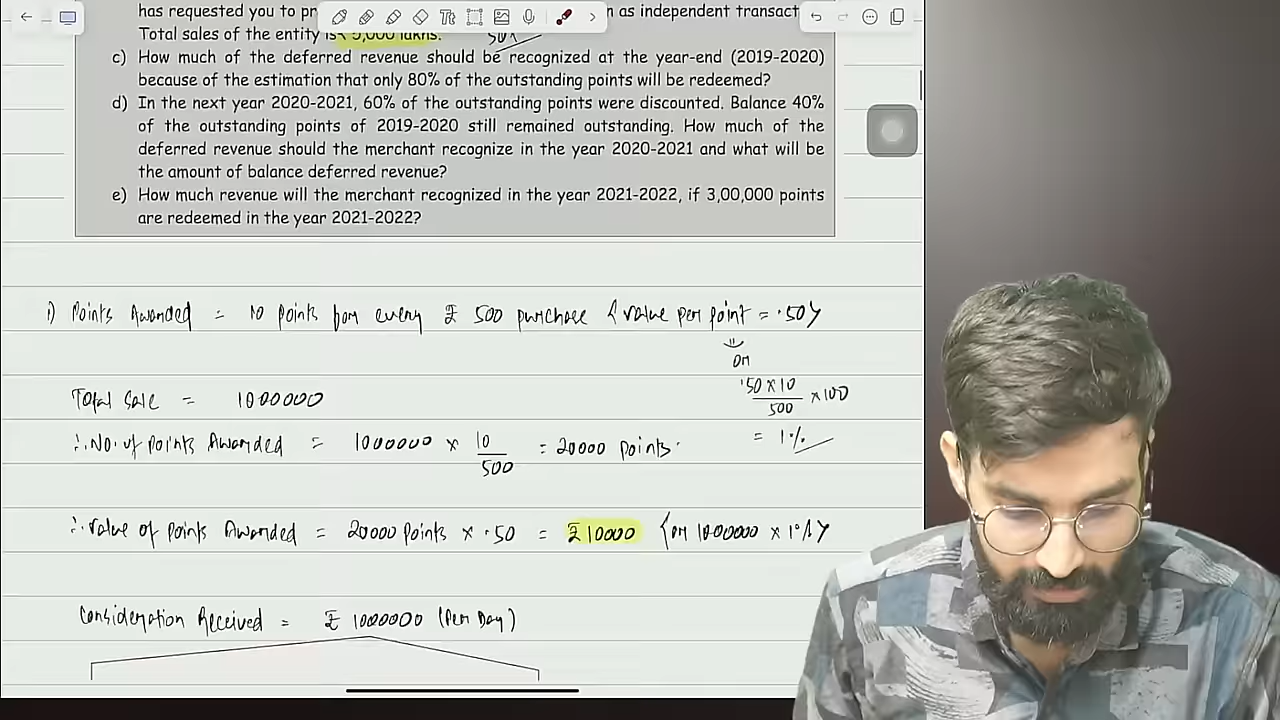 has requested you to pr n as independent transact
Total sales of the entity is ₹ 5,000 lakhs.
c) How much of the deferred revenue should be recognized at the year-end (2019-2020)
because of the estimation that only 80% of the outstanding points will be redeemed?
d) In the next year 2020-2021, 60% of the outstanding points were discounted. Balance 40%
of the outstanding points of 2019-2020 still remained outstanding. How much of the
deferred revenue should the merchant recognize in the year 2020-2021 and what will be
the amount of balance deferred revenue?
e) How much revenue will the merchant recognized in the year 2021-2022, if 3,00,000 points
are redeemed in the year 2021-2022?
1) Points Awarded = 10 Points for every ₹ 500 purchase {value per point = .50}
or
Total Sale = 1000000
.50 x 10 / 500 x 100
∴ No. of points Awarded = 1000000 x 10 / 500 = 20000 points.
= 1%
∴ value of points Awarded = 20000 Points x .50 = ₹ 10000 {or 1000000 x 1%}
Consideration Received = ₹ 1000000 (Per Day)